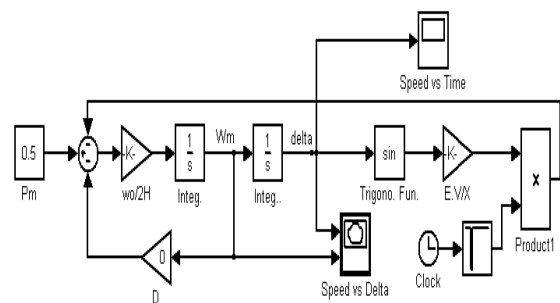 Speed vs Time
Wm
delta
0.5
-K-
1
s
1
s
sin
-K-
x
Pm
wo/2H
Integ.
Integ..
Trigono. Fun.
E.V/X
Product1
0
D
Speed vs Delta
Clock